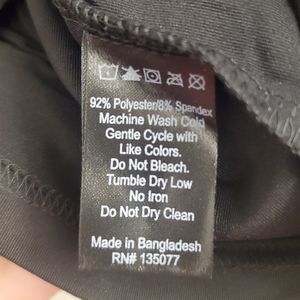 92% Polyester/8% Spandex
Machine Wash Cold
Gentle Cycle with
Like Colors.
Do Not Bleach.
Tumble Dry Low
No Iron
Do Not Dry Clean
Made in Bangladesh
RN# 135077